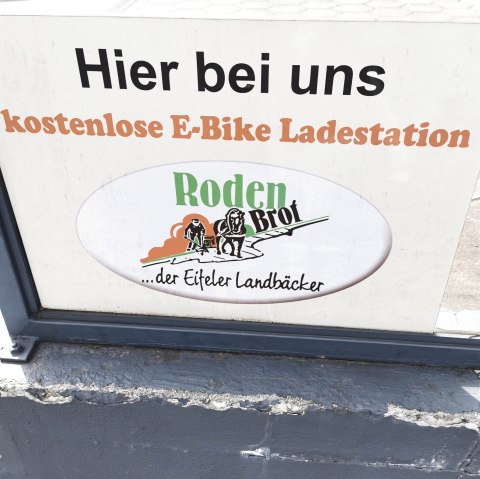 Hier bei uns
kostenlose E-Bike Ladestation
Roden
Brot
...der Eifeler Landbäcker